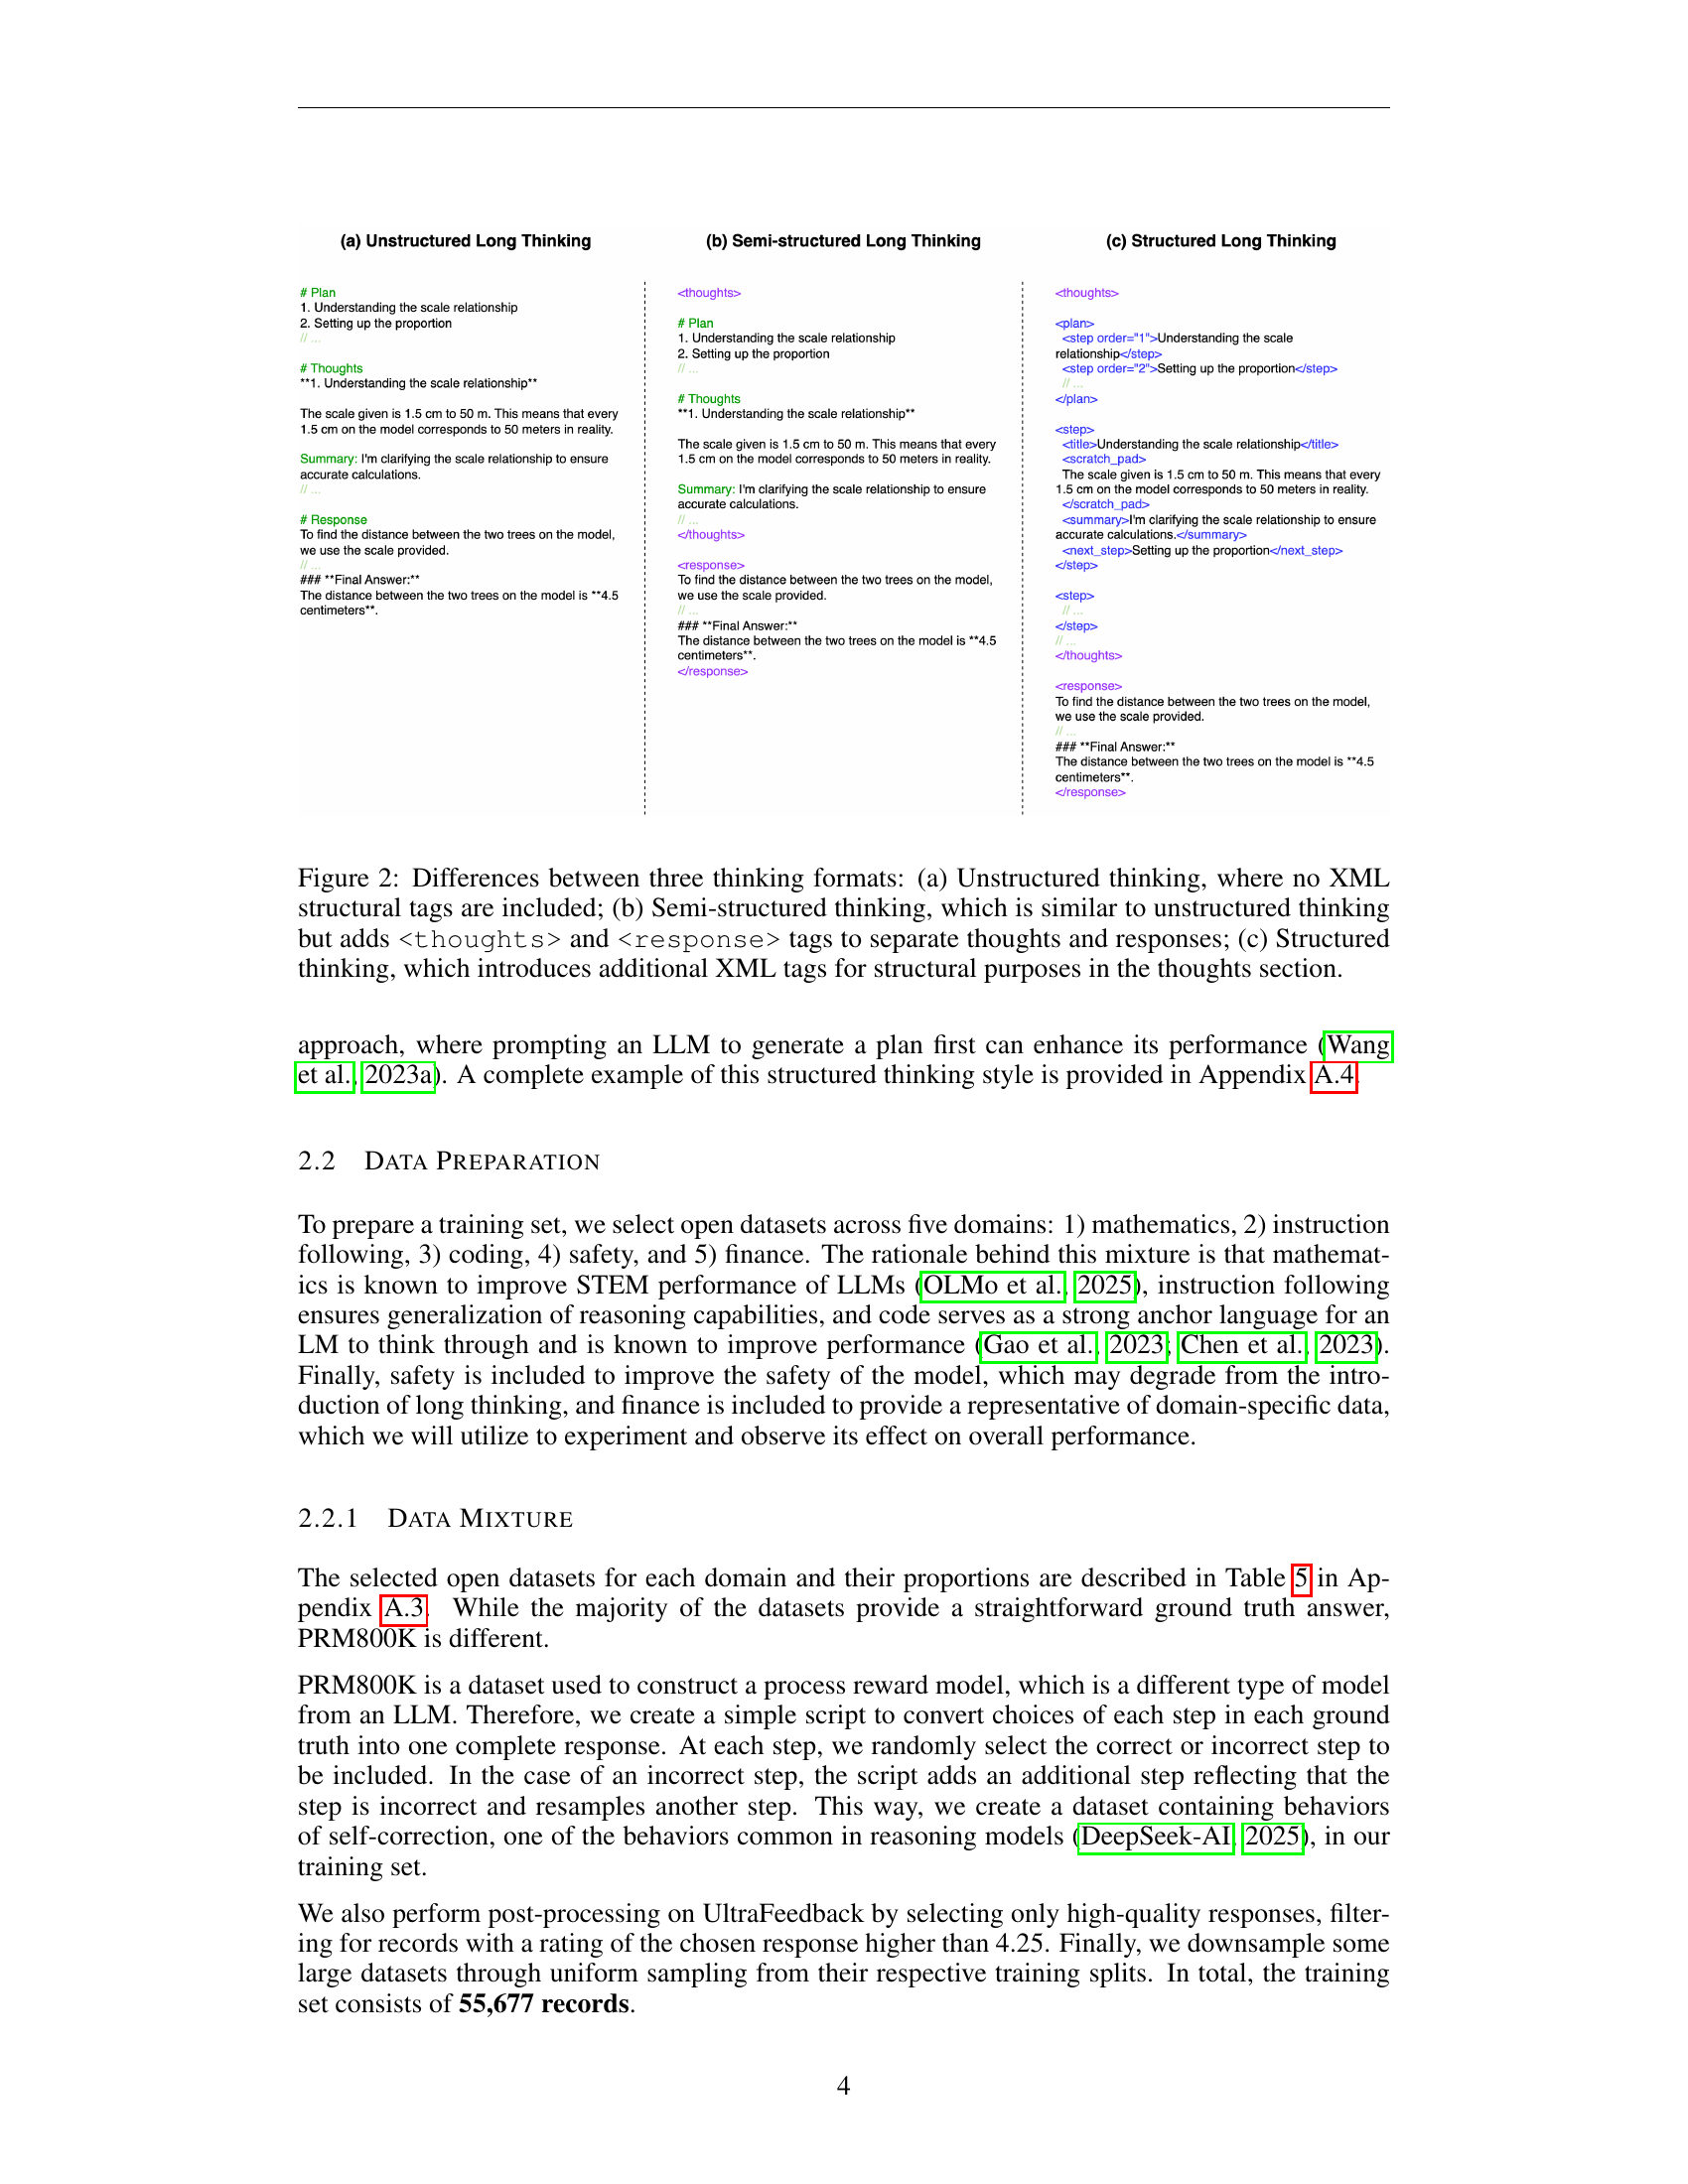 (a) Unstructured Long Thinking
# Plan
1. Understanding the scale relationship
2. Setting up the proportion
// ...
# Thoughts
**1. Understanding the scale relationship**
The scale given is 1.5 cm to 50 m. This means that every
1.5 cm on the model corresponds to 50 meters in reality.
Summary: I'm clarifying the scale relationship to ensure
accurate calculations.
// ...
# Response
To find the distance between the two trees on the model,
we use the scale provided.
// ...
### **Final Answer:**
The distance between the two trees on the model is **4.5
centimeters**.
(b) Semi-structured Long Thinking
<thoughts>
# Plan
1. Understanding the scale relationship
2. Setting up the proportion
// ...
# Thoughts
**1. Understanding the scale relationship**
The scale given is 1.5 cm to 50 m. This means that every
1.5 cm on the model corresponds to 50 meters in reality.
Summary: I'm clarifying the scale relationship to ensure
accurate calculations.
// ...
</thoughts>
<response>
To find the distance between the two trees on the model,
we use the scale provided.
// ...
### **Final Answer:**
The distance between the two trees on the model is **4.5
centimeters**.
</response>
(c) Structured Long Thinking
<thoughts>
<plan>
<step order="1">Understanding the scale
relationship</step>
<step order="2">Setting up the proportion</step>
// ...
</plan>
<step>
<title>Understanding the scale relationship</title>
<scratch_pad>
The scale given is 1.5 cm to 50 m. This means that every
1.5 cm on the model corresponds to 50 meters in reality.
</scratch_pad>
<summary>I'm clarifying the scale relationship to ensure
accurate calculations.</summary>
<next_step>Setting up the proportion</next_step>
</step>
<step>
// ...
</step>
// ...
</thoughts>
<response>
To find the distance between the two trees on the model,
we use the scale provided.
// ...
### **Final Answer:**
The distance between the two trees on the model is **4.5
centimeters**.
</response>
Figure 2: Differences between three thinking formats: (a) Unstructured thinking, where no XML
structural tags are included; (b) Semi-structured thinking, which is similar to unstructured thinking
but adds <thoughts> and <response> tags to separate thoughts and responses; (c) Structured
thinking, which introduces additional XML tags for structural purposes in the thoughts section.
approach, where prompting an LLM to generate a plan first can enhance its performance (Wang
et al., 2023a). A complete example of this structured thinking style is provided in Appendix A.4.
2.2 DATA PREPARATION
To prepare a training set, we select open datasets across five domains: 1) mathematics, 2) instruction
following, 3) coding, 4) safety, and 5) finance. The rationale behind this mixture is that mathemat-
ics is known to improve STEM performance of LLMs (OLMo et al., 2025), instruction following
ensures generalization of reasoning capabilities, and code serves as a strong anchor language for an
LM to think through and is known to improve performance (Gao et al., 2023; Chen et al., 2023).
Finally, safety is included to improve the safety of the model, which may degrade from the intro-
duction of long thinking, and finance is included to provide a representative of domain-specific data,
which we will utilize to experiment and observe its effect on overall performance.
2.2.1 DATA MIXTURE
The selected open datasets for each domain and their proportions are described in Table 5 in Ap-
pendix A.3. While the majority of the datasets provide a straightforward ground truth answer,
PRM800K is different.
PRM800K is a dataset used to construct a process reward model, which is a different type of model
from an LLM. Therefore, we create a simple script to convert choices of each step in each ground
truth into one complete response. At each step, we randomly select the correct or incorrect step to
be included. In the case of an incorrect step, the script adds an additional step reflecting that the
step is incorrect and resamples another step. This way, we create a dataset containing behaviors
of self-correction, one of the behaviors common in reasoning models (DeepSeek-AI, 2025), in our
training set.
We also perform post-processing on UltraFeedback by selecting only high-quality responses, filter-
ing for records with a rating of the chosen response higher than 4.25. Finally, we downsample some
large datasets through uniform sampling from their respective training splits. In total, the training
set consists of 55,677 records.
4